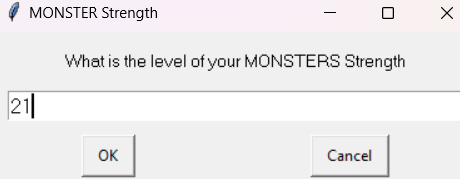 MONSTER Strength
What is the level of your MONSTERS Strength
21
OK Cancel